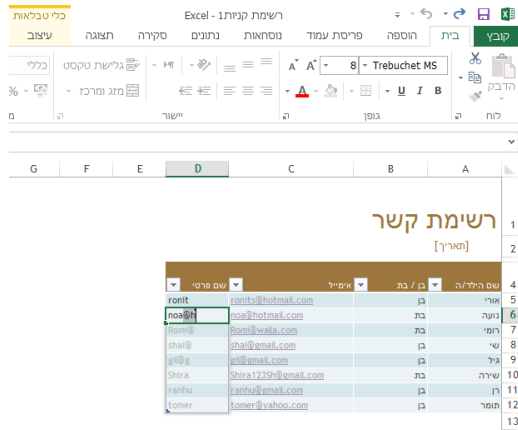 כלי טבלאות
רשימת קניות1 - Excel
קובץ בית הוספה פריסת עמוד נוסחאות נתונים סקירה תצוגה עיצוב
הדבק Trebuchet MS 8 A A גלישת טקסט כללי
B I U A מזג ומרכז %
לוח גופן יישור
A B C D E F G
1 רשימת קשר
2 [תאריך]
4 שם הילד/ה בן / בת אימייל שם פרטי
5 אורי בן ronits@hotmail.com ronit
6 נועה בת noa@hotmail.com noa@h
7 רומי בת Romi@walla.com Romi@
8 שי בן shai@gmail.com shai@
9 גיל בן gil@gmail.com gil@g
10 שירה בת Shira123Sh@gmail.com Shira
11 רן בן ranhu@gmail.com ranhu
12 תומר בן tomer@yahoo.com tomer
13